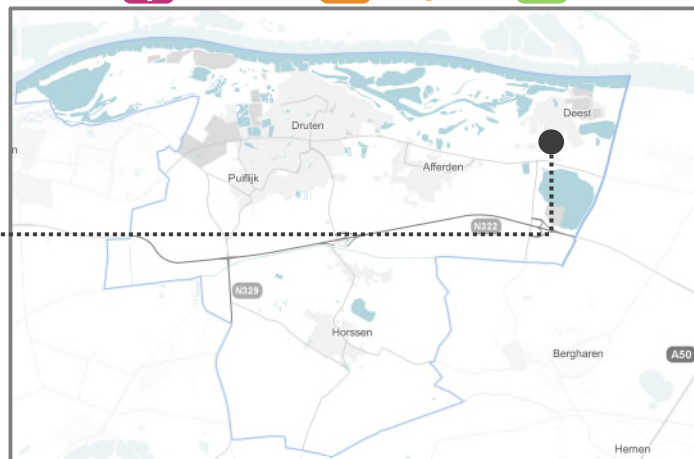 Deest
Druten
n
Afferden
Puiflijk
N322
N329
Horssen
Bergharen
A50
Hernen